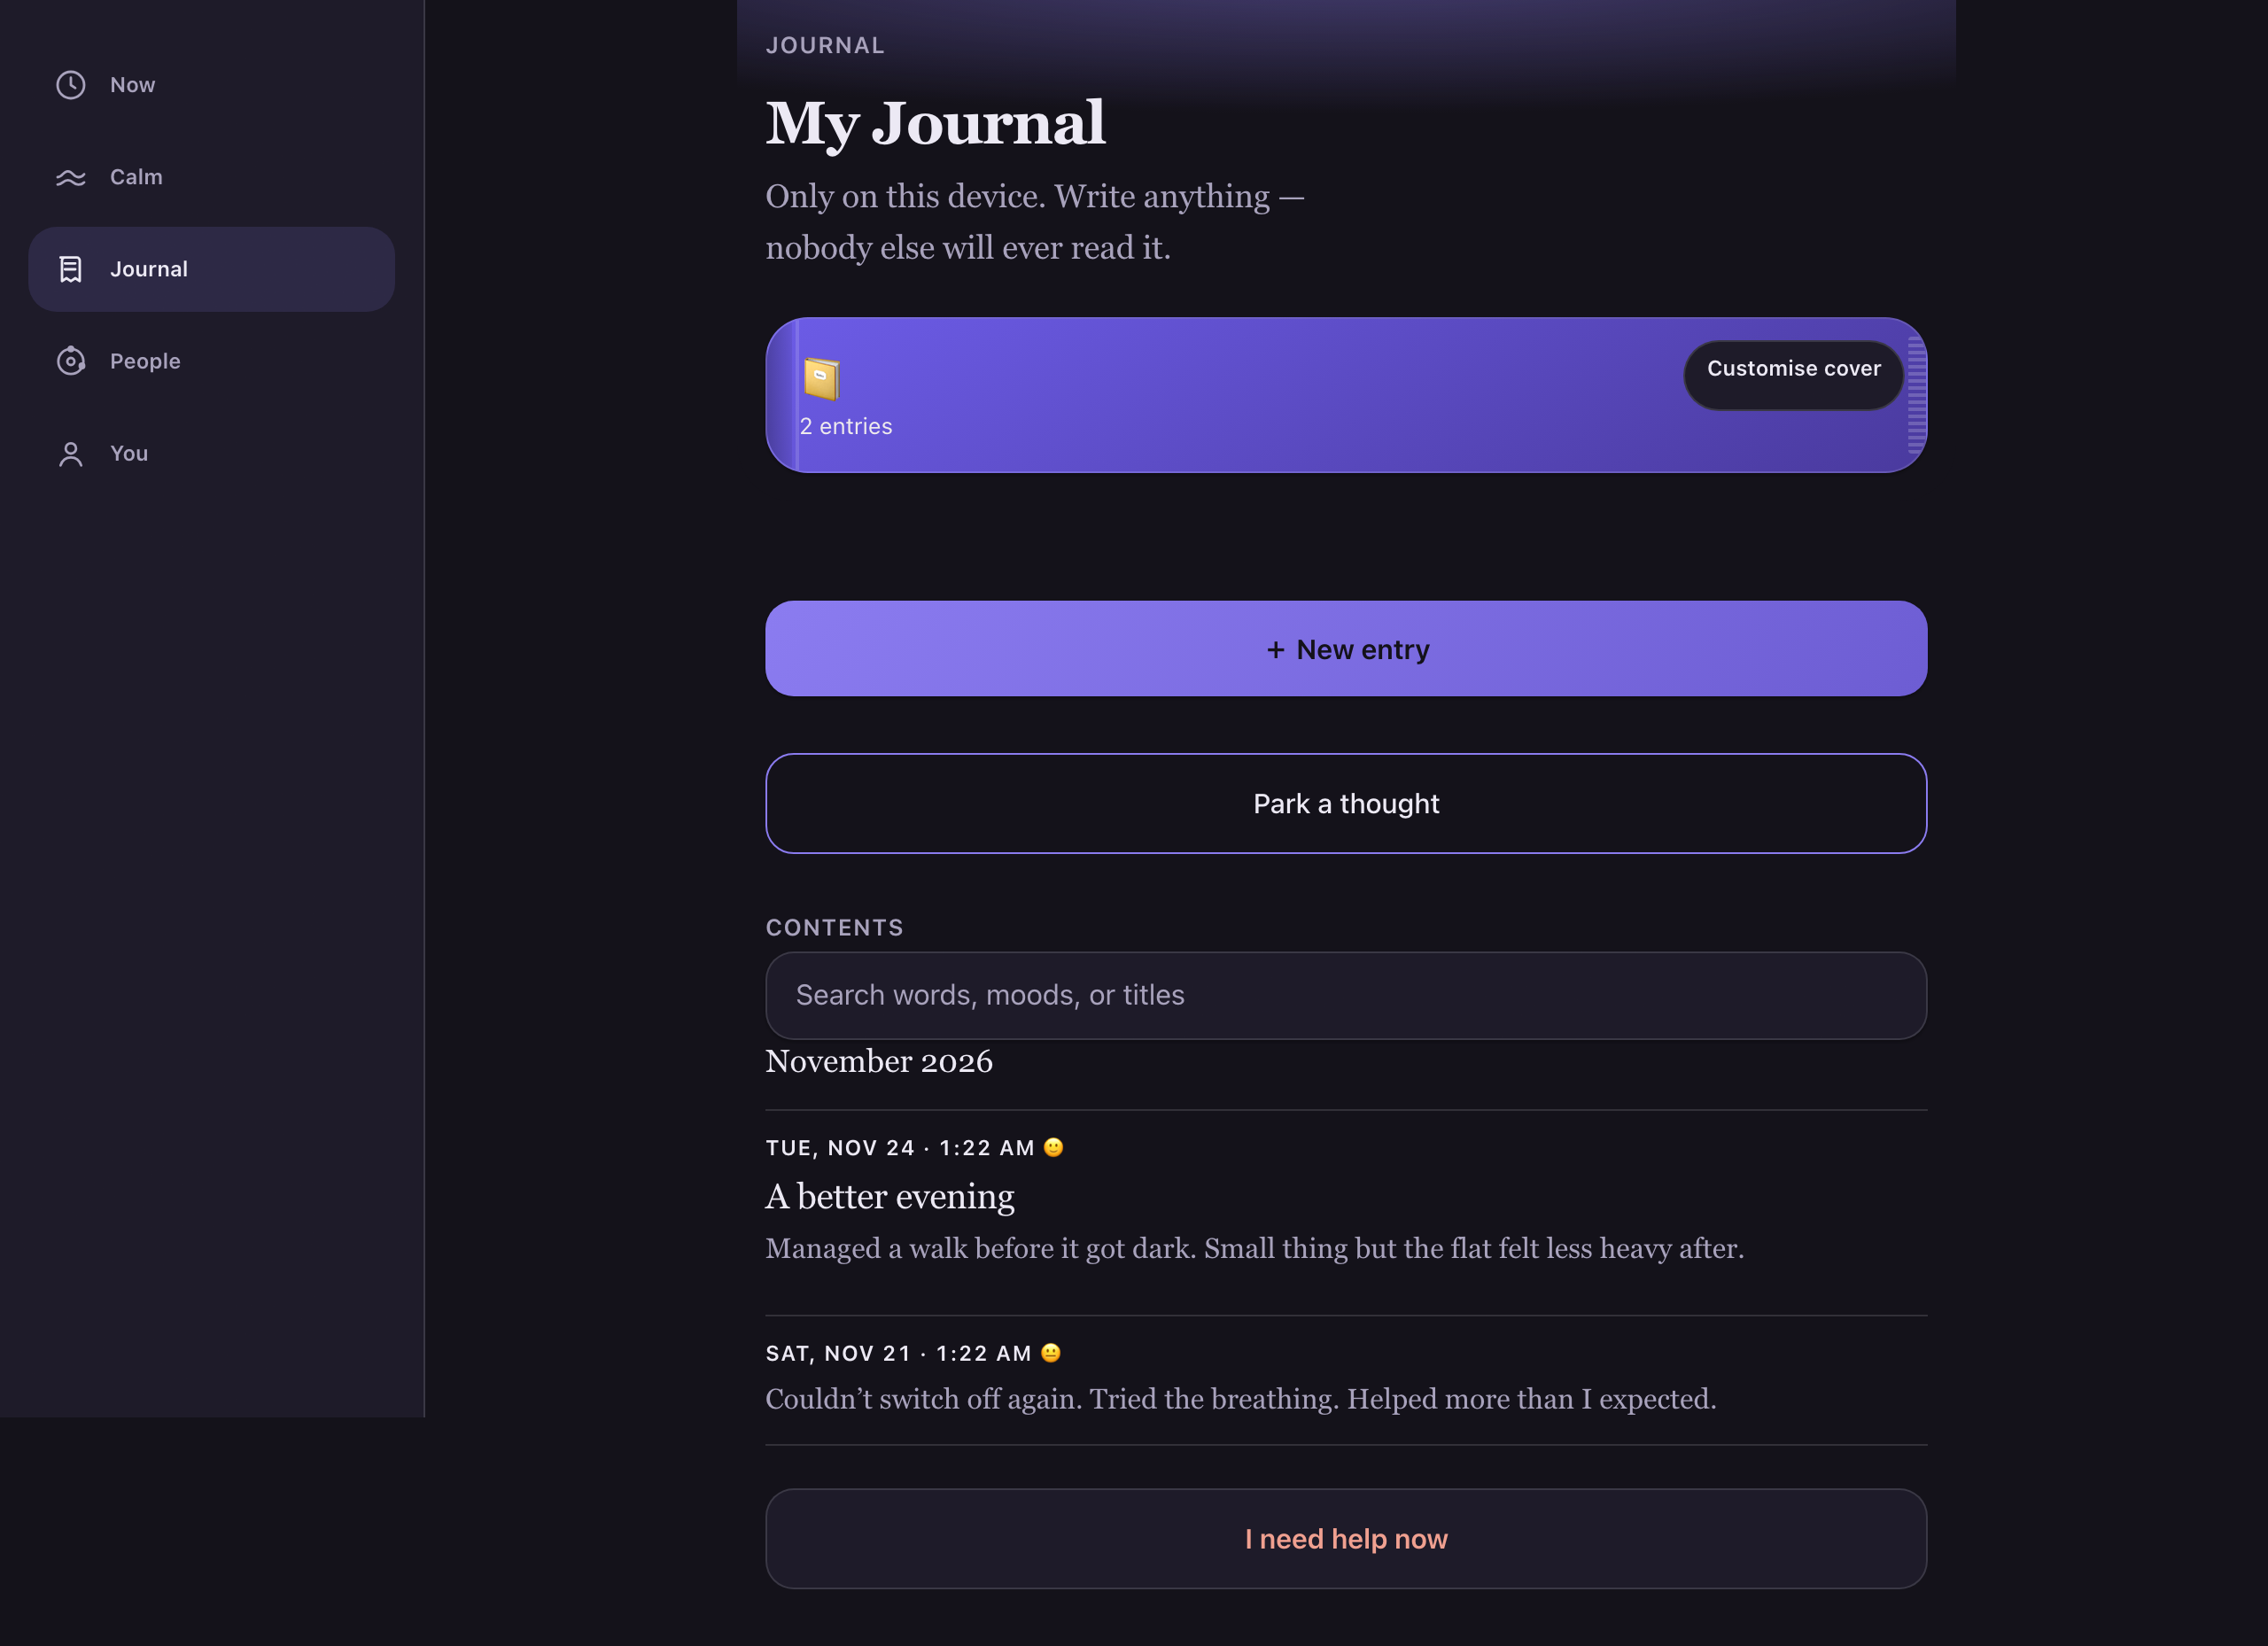 Now
Calm
Journal
People
You
JOURNAL
My Journal
Only on this device. Write anything —
nobody else will ever read it.
2 entries
Customise cover
+ New entry
Park a thought
CONTENTS
Search words, moods, or titles
November 2026
TUE, NOV 24 · 1:22 AM 🙂
A better evening
Managed a walk before it got dark. Small thing but the flat felt less heavy after.
SAT, NOV 21 · 1:22 AM 😐
Couldn’t switch off again. Tried the breathing. Helped more than I expected.
I need help now